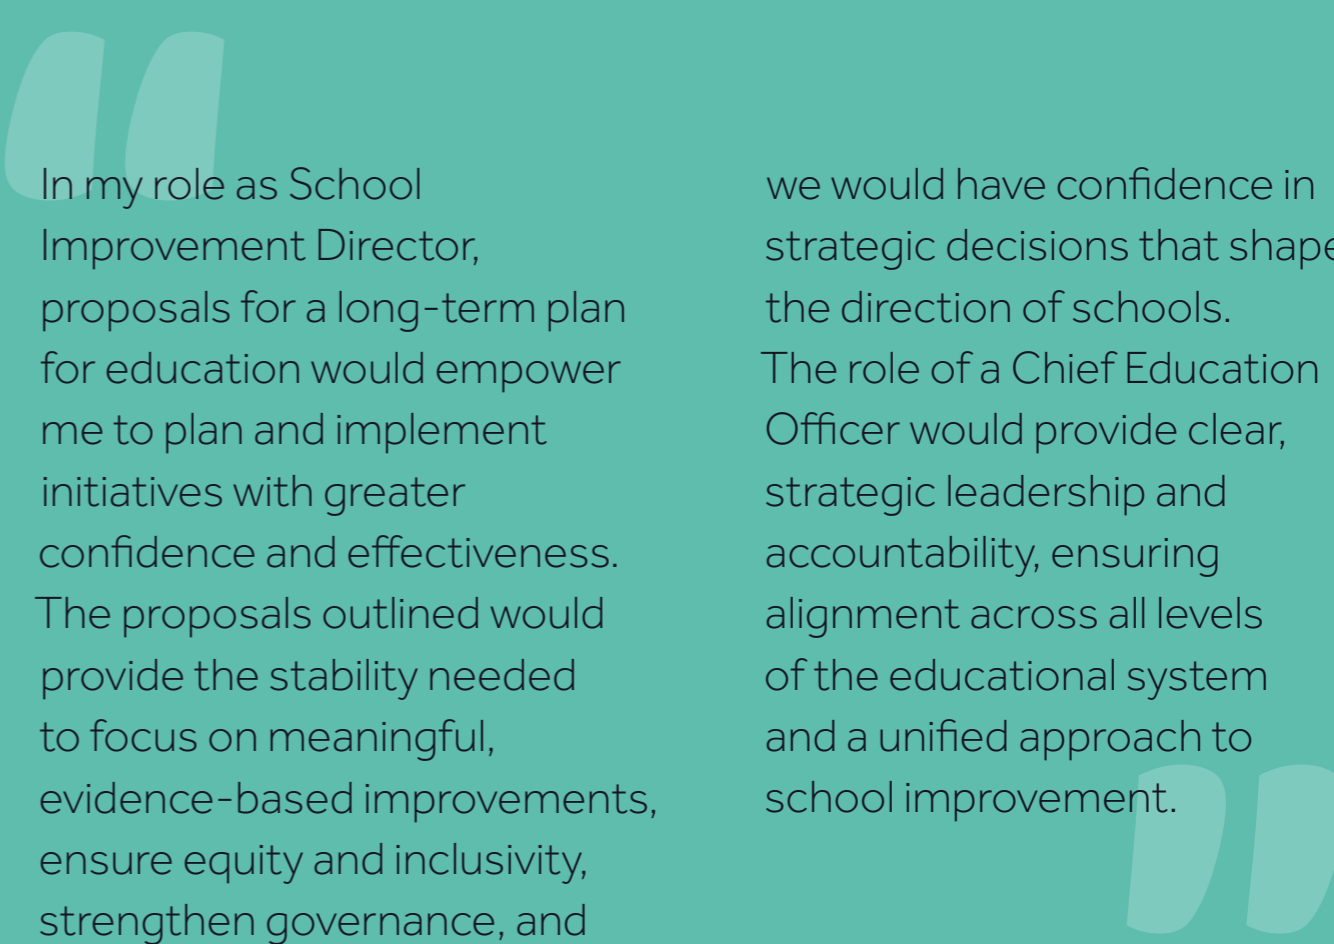 In my role as School
Improvement Director,
proposals for a long-term plan
for education would empower
me to plan and implement
initiatives with greater
confidence and effectiveness.
The proposals outlined would
provide the stability needed
to focus on meaningful,
evidence-based improvements,
ensure equity and inclusivity,
strengthen governance, and
we would have confidence in
strategic decisions that shape
the direction of schools.
The role of a Chief Education
Officer would provide clear,
strategic leadership and
accountability, ensuring
alignment across all levels
of the educational system
and a unified approach to
school improvement.